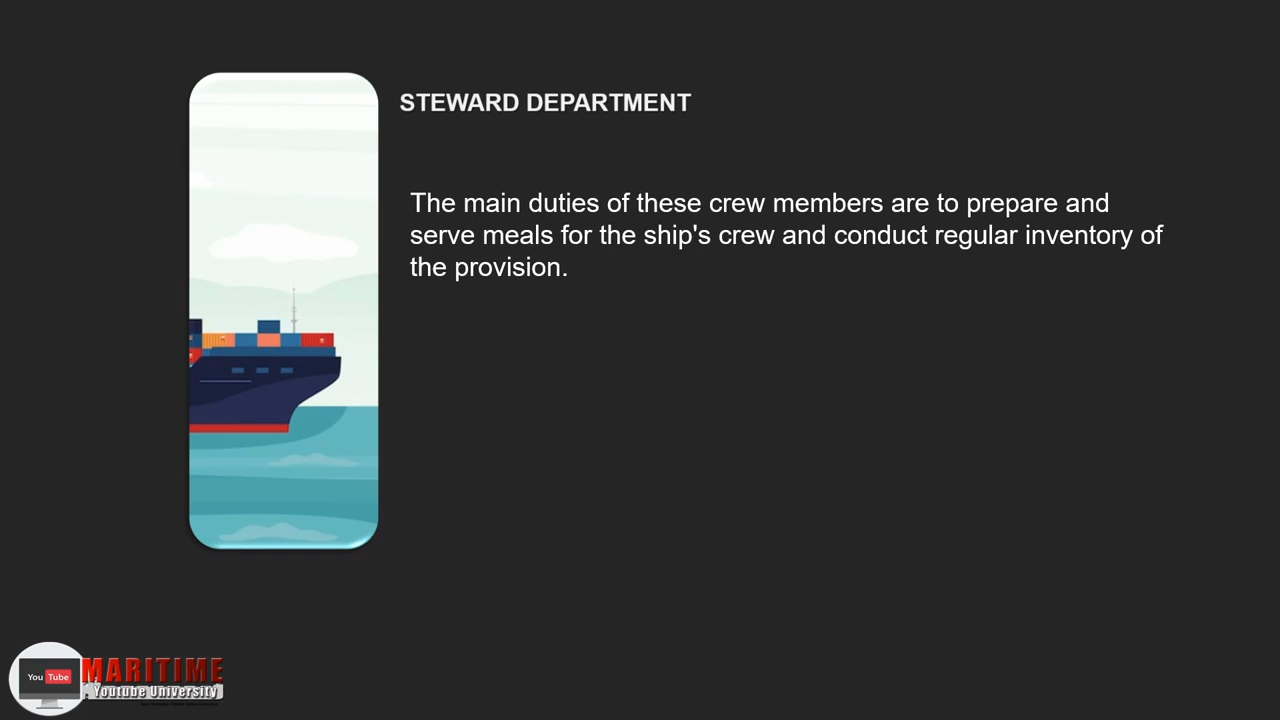 STEWARD DEPARTMENT
The main duties of these crew members are to prepare and
serve meals for the ship's crew and conduct regular inventory of
the provision.
You Tube
MARITIME
Youtube University